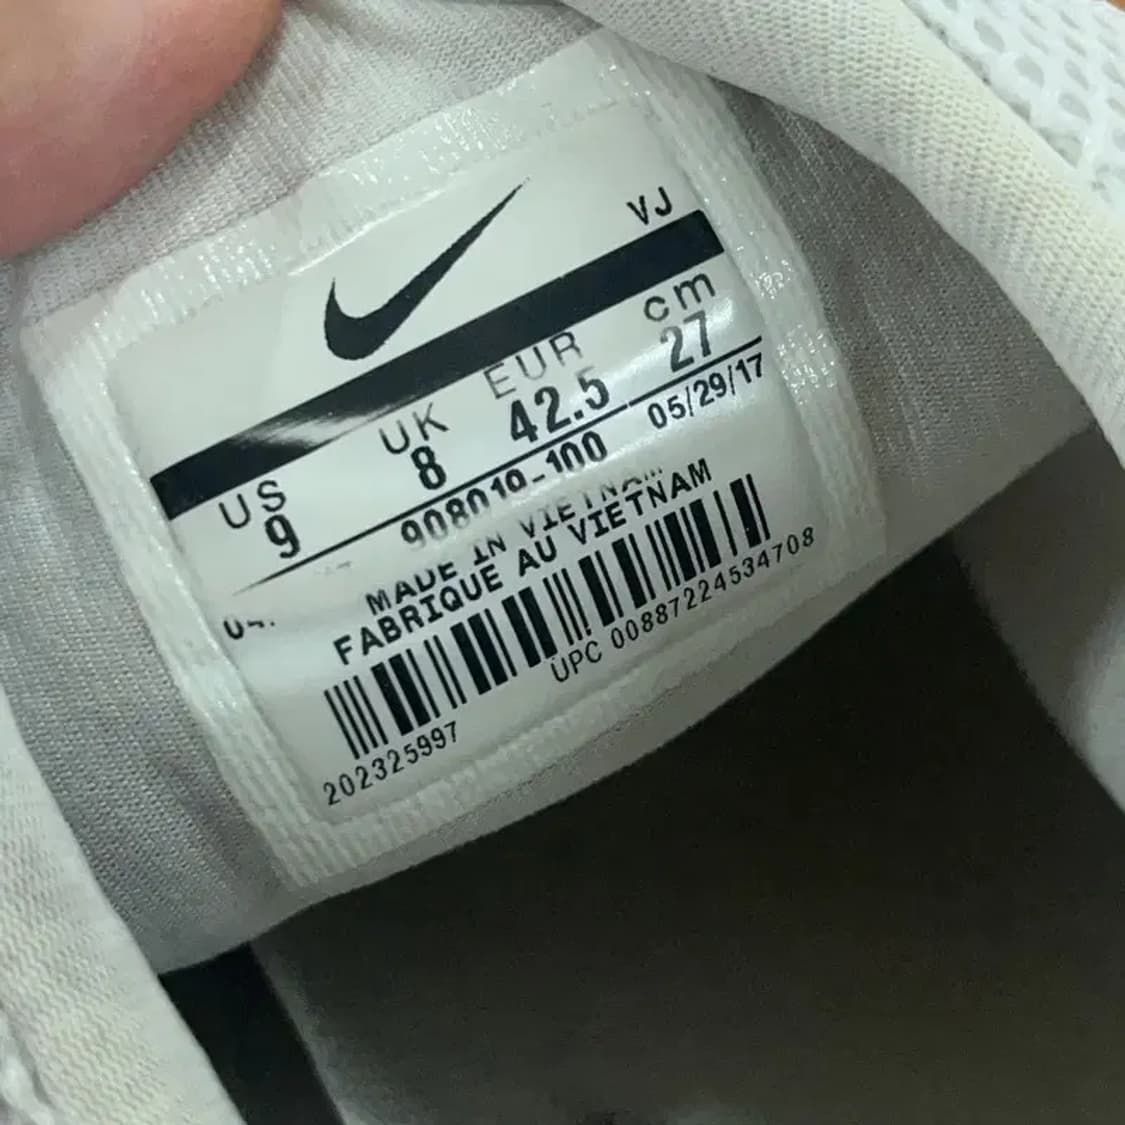 VJ
US UK EUR cm
9 8 42.5 27
908019-100 05/29/17
MADE IN VIETNAM
FABRIQUE AU VIETNAM
UPC 00887224534708
202325997